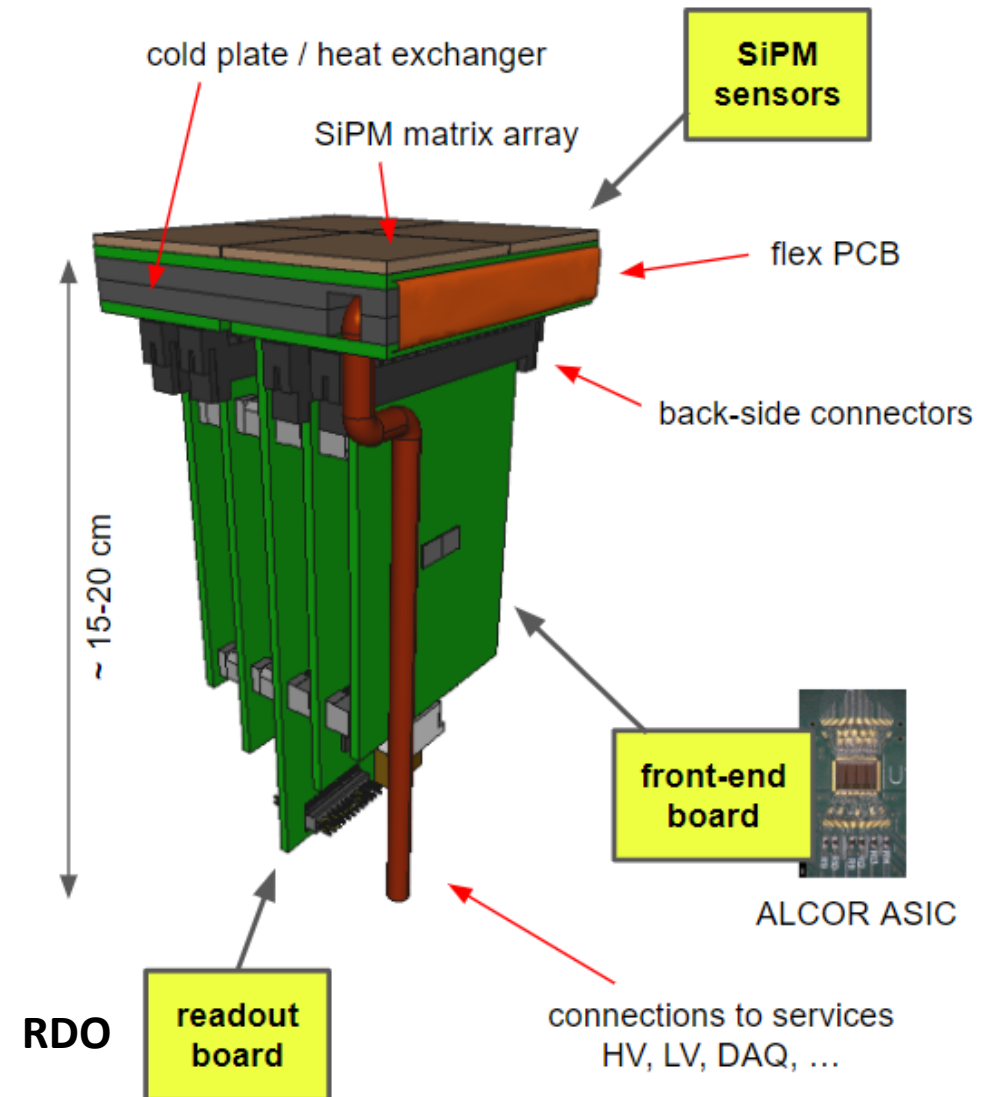 cold plate / heat exchanger
SiPM
sensors
SiPM matrix array
flex PCB
back-side connectors
~ 15-20 cm
front-end
board
ALCOR ASIC
RDO
readout
board
connections to services
HV, LV, DAQ, ...